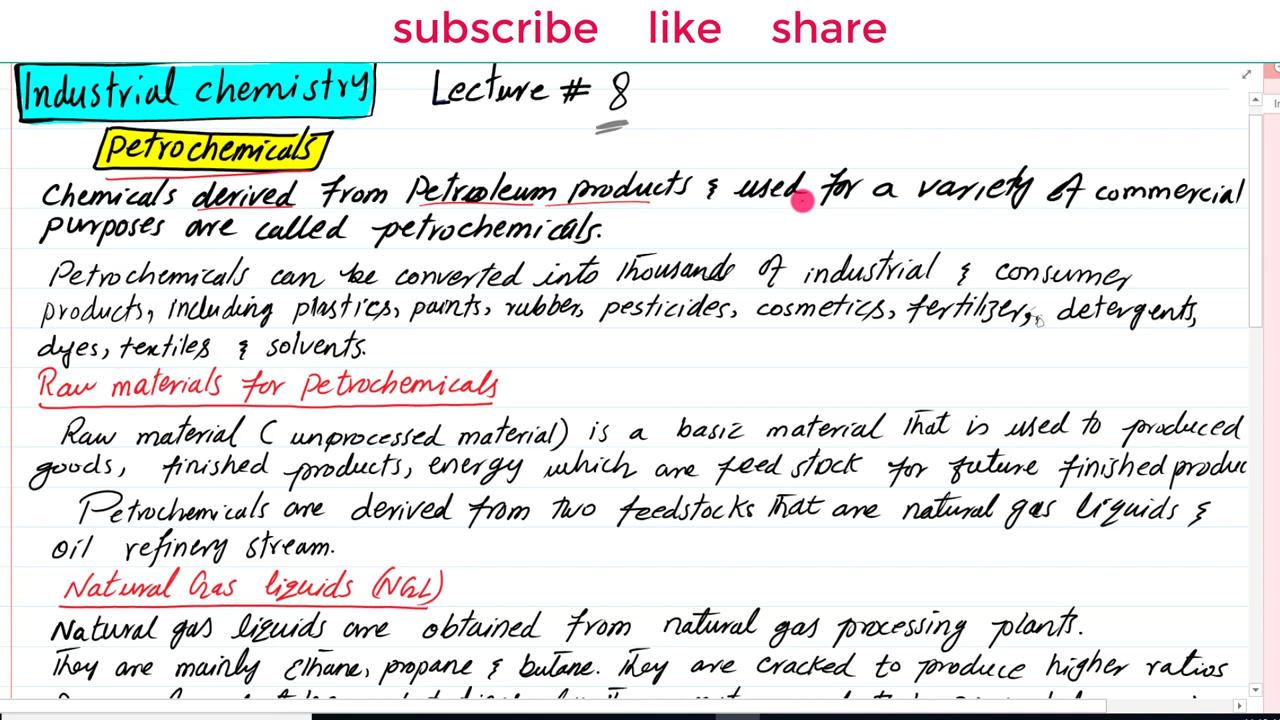 subscribe like share
Industrial chemistry Lecture # 8
Petrochemicals
Chemicals derived from Petroleum products & used for a variety of commercial
purposes are called petrochemicals.
Petrochemicals can be converted into thousands of industrial & consumer
products, including plastics, paints, rubber, pesticides, cosmetics, fertilizer, detergents,
dyes, textiles & solvents.
Raw materials for Petrochemicals
Raw material ( unprocessed material) is a basic material that is used to produced
goods, finished products, energy which are feed stock for future finished produc
Petrochemicals are derived from two feedstocks that are natural gas liquids &
oil refinery stream.
Natural Gas liquids (NGL)
Natural gas liquids are obtained from natural gas processing plants.
They are mainly Ethane, propane & butane. They are cracked to produce higher ratios